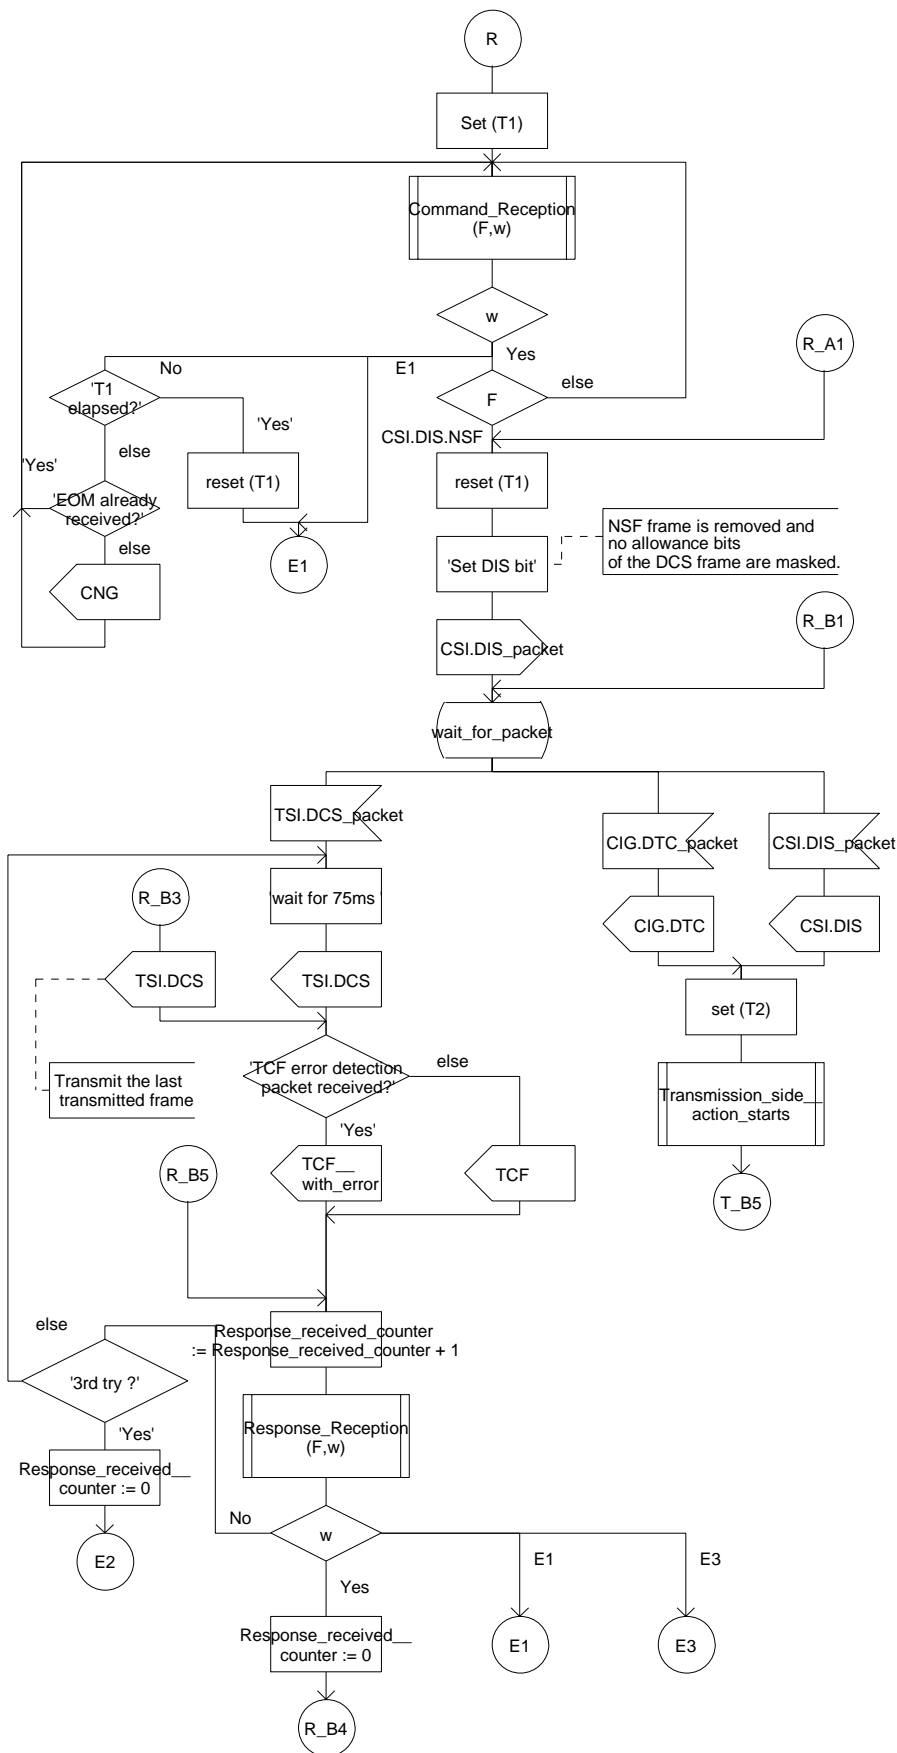 R
Set (T1)
Command_Reception
(F,w)
w
No
E1
Yes
R_A1
'T1
elapsed?'
F
else
'Yes'
CSI.DIS.NSF
else
'Yes'
reset (T1)
reset (T1)
'EOM already
received?'
else
CNG
E1
'Set DIS bit'
NSF frame is removed and
no allowance bits
of the DCS frame are masked.
CSI.DIS_packet
R_B1
wait_for_packet
TSI.DCS_packet
CIG.DTC_packet
CSI.DIS_packet
R_B3
'wait for 75ms '
CIG.DTC
CSI.DIS
TSI.DCS
TSI.DCS
set (T2)
'TCF error detection
packet received?'
else
Transmit the last
transmitted frame
Transmission_side__
action_starts
'Yes'
R_B5
TCF__
with_error
TCF
T_B5
else
Response_received_counter
:= Response_received_counter + 1
'3rd try ?'
'Yes'
Response_Reception
(F,w)
Response_received__
counter := 0
No
w
E2
E1
E3
Yes
Response_received__
counter := 0
E1
E3
R_B4